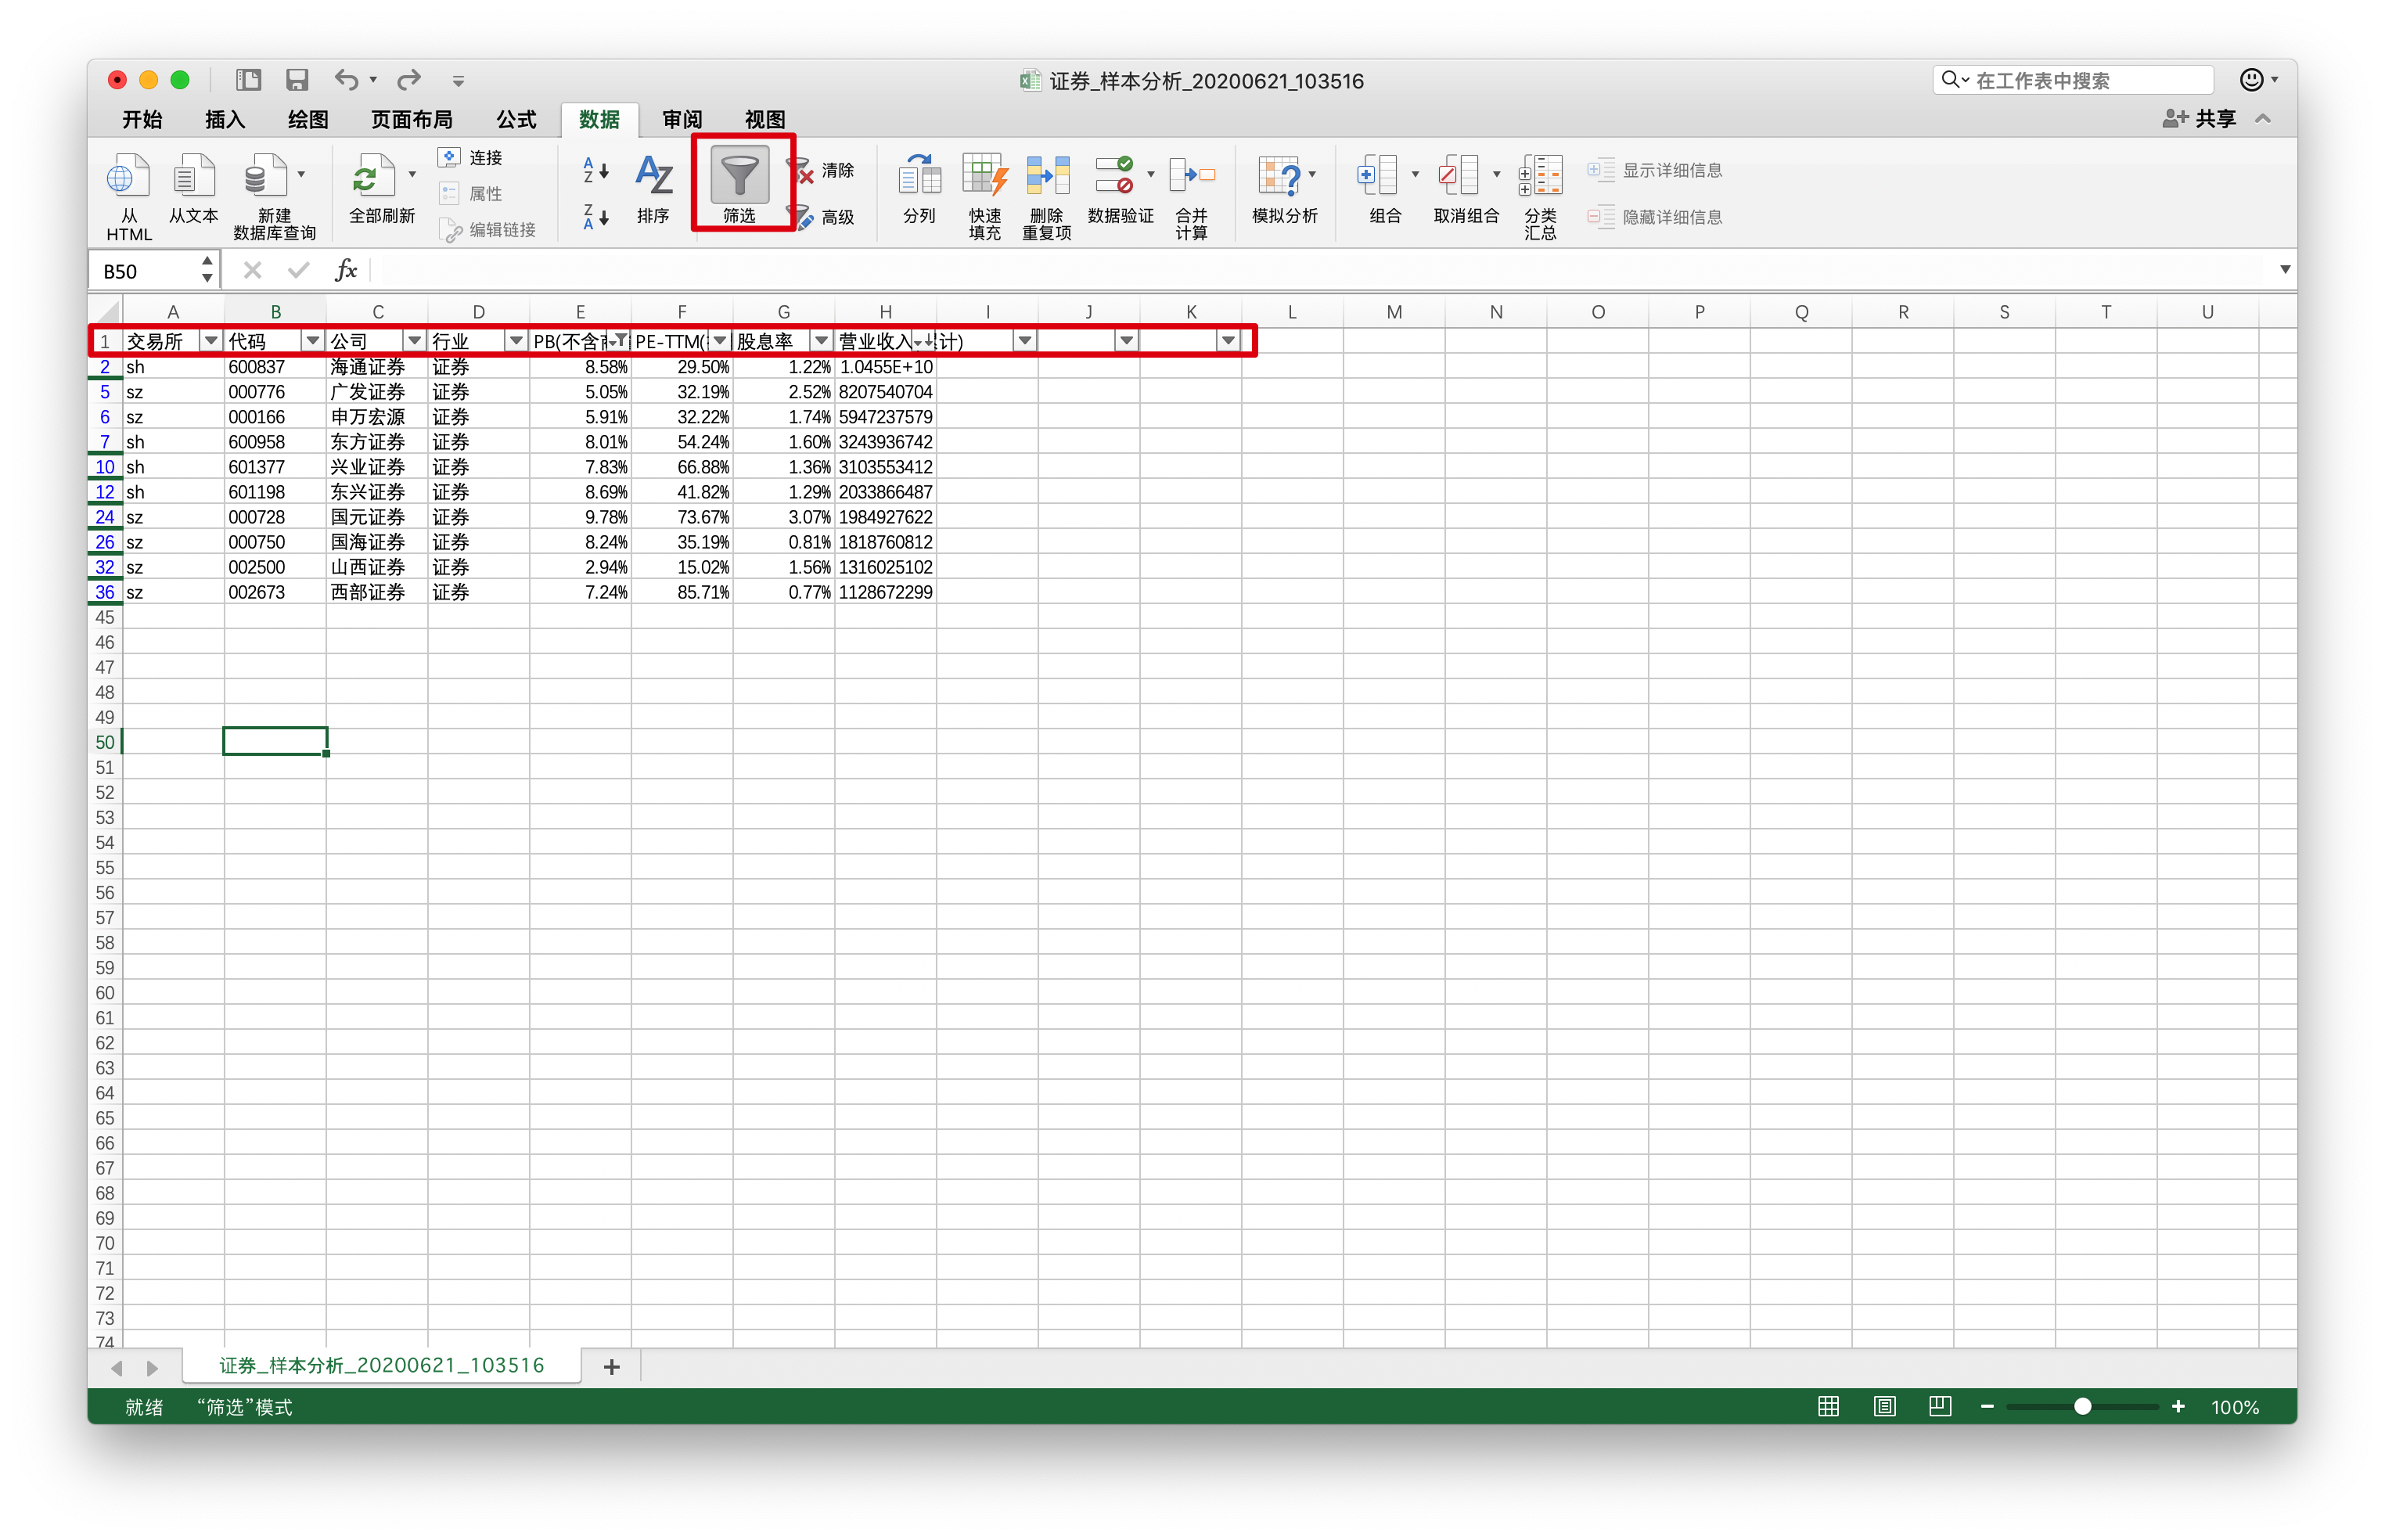 证券_样本分析_20200621_103516
在工作表中搜索
开始 插入 绘图 页面布局 公式 数据 审阅 视图
共享
从 HTML
从文本
新建 数据库查询
全部刷新
连接
属性
编辑链接
排序
筛选
清除
高级
分列
快速 填充
删除 重复项
数据验证
合并 计算
模拟分析
组合
取消组合
分类 汇总
显示详细信息
隐藏详细信息
B50 fx
A B C D E F G H I J K L M N O P Q R S T U
1 交易所 代码 公司 行业 PB(不含 PE-TTM( 股息率 营业收入 计)
2 sh 600837 海通证券 证券 8.58% 29.50% 1.22% 1.0455E+10
5 sz 000776 广发证券 证券 5.05% 32.19% 2.52% 8207540704
6 sz 000166 申万宏源 证券 5.91% 32.22% 1.74% 5947237579
7 sh 600958 东方证券 证券 8.01% 54.24% 1.60% 3243936742
10 sh 601377 兴业证券 证券 7.83% 66.88% 1.36% 3103553412
12 sh 601198 东兴证券 证券 8.69% 41.82% 1.29% 2033866487
24 sz 000728 国元证券 证券 9.78% 73.67% 3.07% 1984927622
26 sz 000750 国海证券 证券 8.24% 35.19% 0.81% 1818760812
32 sz 002500 山西证券 证券 2.94% 15.02% 1.56% 1316025102
36 sz 002673 西部证券 证券 7.24% 85.71% 0.77% 1128672299
45
46
47
48
49
50
51
52
53
54
55
56
57
58
59
60
61
62
63
64
65
66
67
68
69
70
71
72
73
74
证券_样本分析_20200621_103516
就绪 “筛选”模式 100%